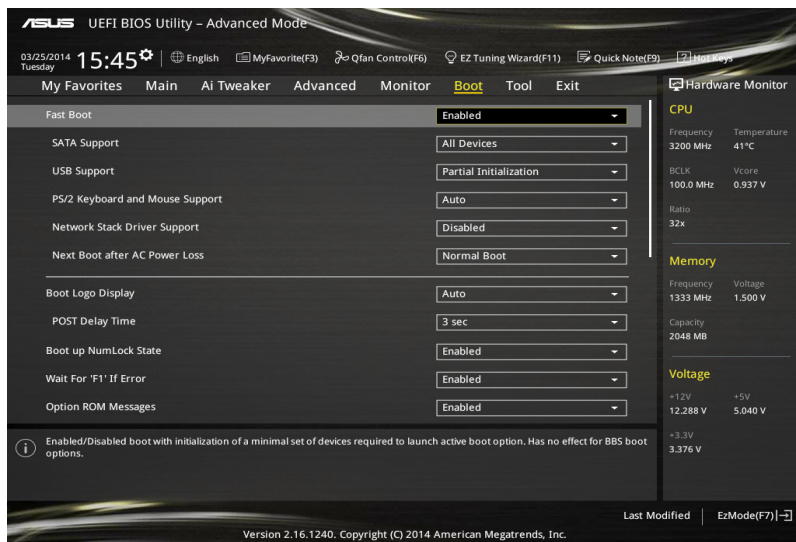 ASUS UEFI BIOS Utility – Advanced Mode
03/25/2014 Tuesday 15:45 English MyFavorite(F3) Qfan Control(F6) EZ Tuning Wizard(F11) Quick Note(F9) ? Hot Keys
My Favorites Main Ai Tweaker Advanced Monitor Boot Tool Exit
Fast Boot Enabled
SATA Support All Devices
USB Support Partial Initialization
PS/2 Keyboard and Mouse Support Auto
Network Stack Driver Support Disabled
Next Boot after AC Power Loss Normal Boot
Boot Logo Display Auto
POST Delay Time 3 sec
Boot up NumLock State Enabled
Wait For 'F1' If Error Enabled
Option ROM Messages Enabled
Enabled/Disabled boot with initialization of a minimal set of devices required to launch active boot option. Has no effect for BBS boot
options.
Hardware Monitor
CPU
Frequency Temperature
3200 MHz 41°C
BCLK Vcore
100.0 MHz 0.937 V
Ratio
32x
Memory
Frequency Voltage
1333 MHz 1.500 V
Capacity
2048 MB
Voltage
+12V +5V
12.288 V 5.040 V
+3.3V
3.376 V
Last Modified EzMode(F7)
Version 2.16.1240. Copyright (C) 2014 American Megatrends, Inc.